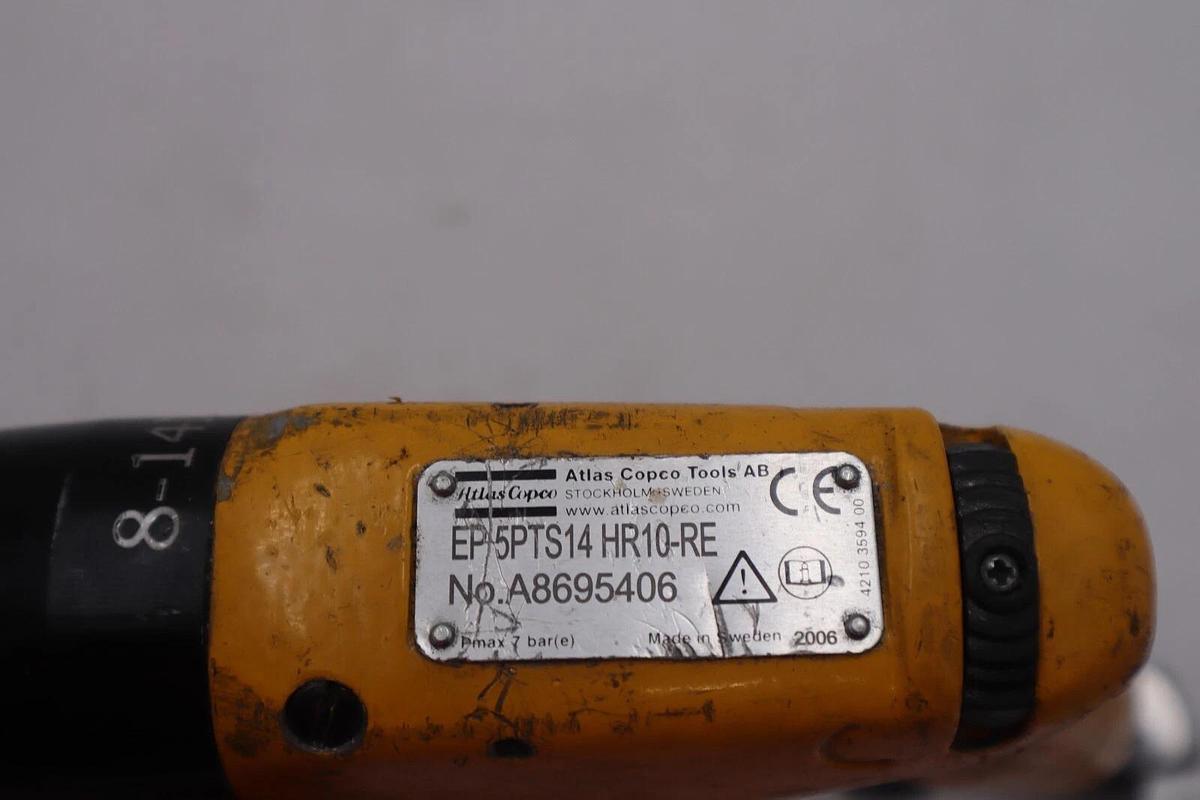 8-14
Atlas Copco
Atlas Copco Tools AB
STOCKHOLM-SWEDEN
www.atlascopco.com
CE
EP 5PTS14 HR10-RE
No.A8695406
Pmax 7 bar(e)
Made in Sweden 2006
4210 3594 00